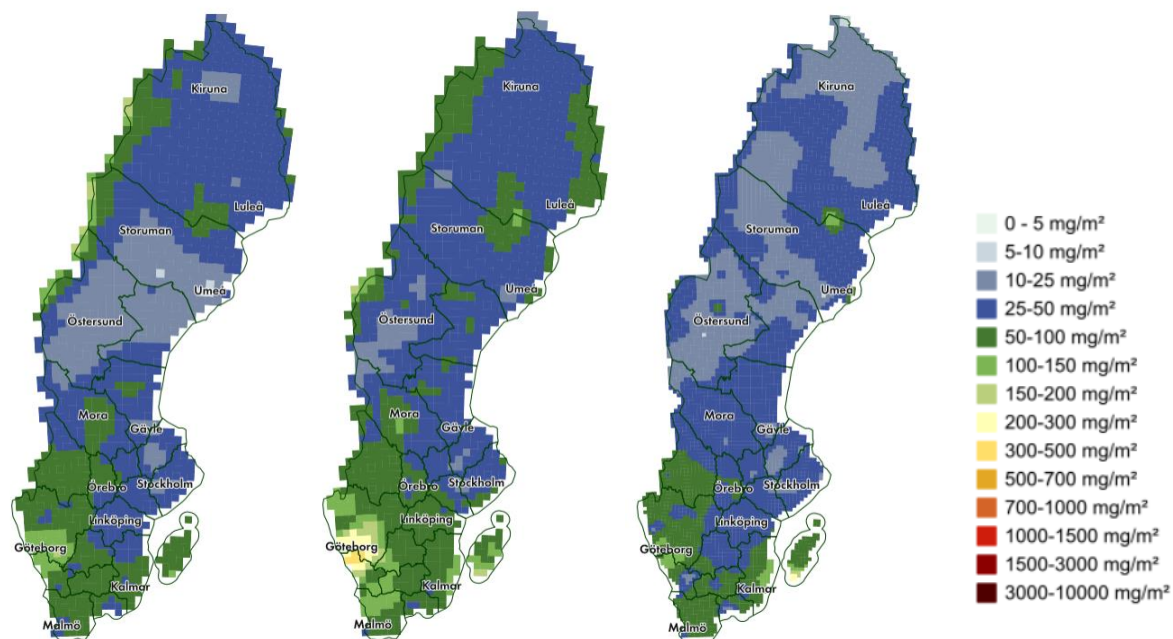 Kiruna
Luleå
Storuman
Umeå
Östersund
Mora
Gävle
Örebro
Stockholm
Linköping
Göteborg
Kalmar
Malmö
Kiruna
Luleå
Storuman
Umeå
Östersund
Mora
Gävle
Örebro
Stockholm
Linköping
Göteborg
Kalmar
Malmö
Kiruna
Luleå
Storuman
Umeå
Östersund
Mora
Gävle
Örebro
Stockholm
Linköping
Göteborg
Kalmar
Malmö
0 - 5 mg/m²
5-10 mg/m²
10-25 mg/m²
25-50 mg/m²
50-100 mg/m²
100-150 mg/m²
150-200 mg/m²
200-300 mg/m²
300-500 mg/m²
500-700 mg/m²
700-1000 mg/m²
1000-1500 mg/m²
1500-3000 mg/m²
3000-10000 mg/m²